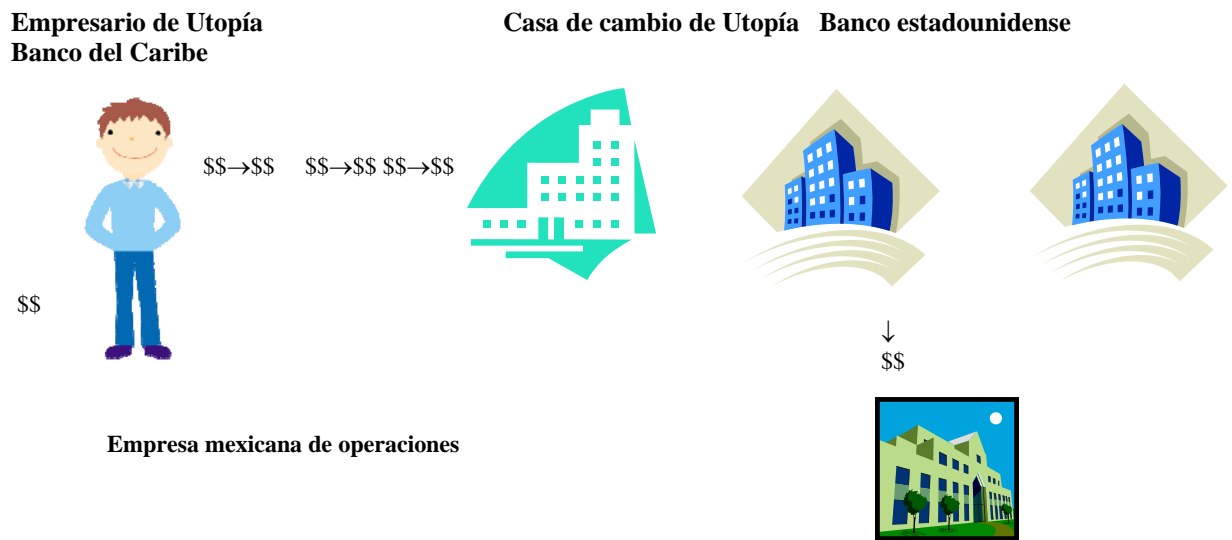 Empresario de Utopía Casa de cambio de Utopía Banco estadounidense
Banco del Caribe
$$→$$ $$→$$ $$→$$
$$
↓
$$
Empresa mexicana de operaciones